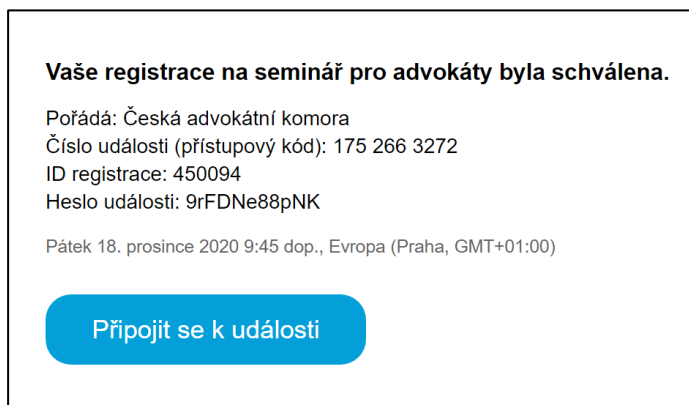 Vaše registrace na seminář pro advokáty byla schválena.
Pořádá: Česká advokátní komora
Číslo události (přístupový kód): 175 266 3272
ID registrace: 450094
Heslo události: 9rFDNe88pNK
Pátek 18. prosince 2020 9:45 dop., Evropa (Praha, GMT+01:00)
Připojit se k události